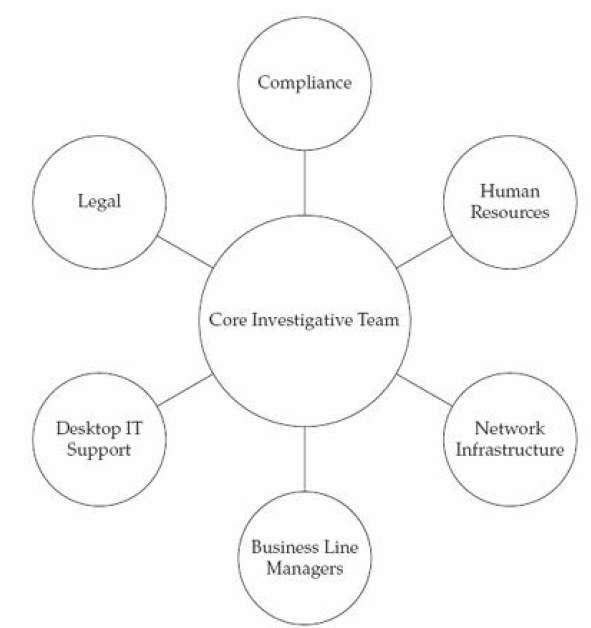 Compliance
Legal
Human
Resources
Core Investigative Team
Desktop IT
Support
Network
Infrastructure
Business Line
Managers